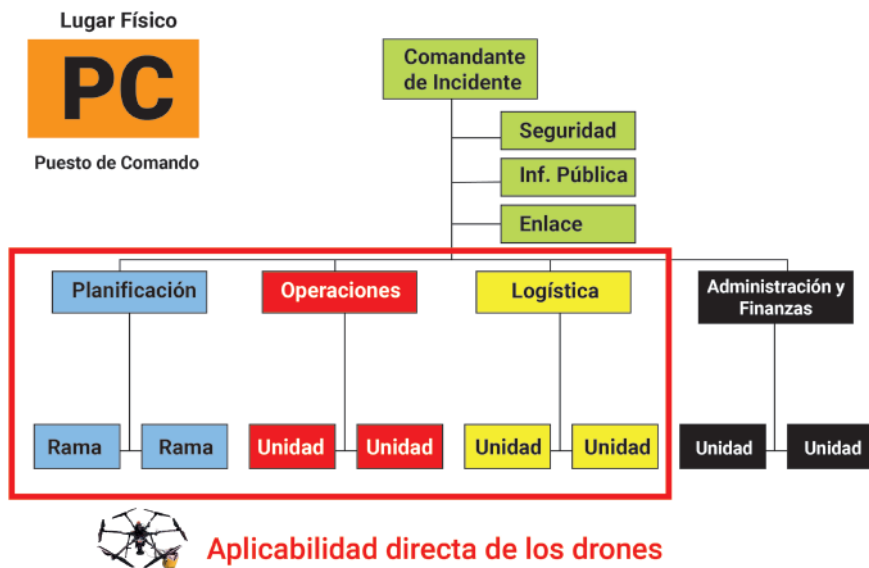 Lugar Físico
PC
Puesto de Comando
Comandante
de Incidente
Seguridad
Inf. Pública
Enlace
Planificación
Operaciones
Logística
Administración y
Finanzas
Rama
Rama
Unidad
Unidad
Unidad
Unidad
Unidad
Unidad
Aplicabilidad directa de los drones